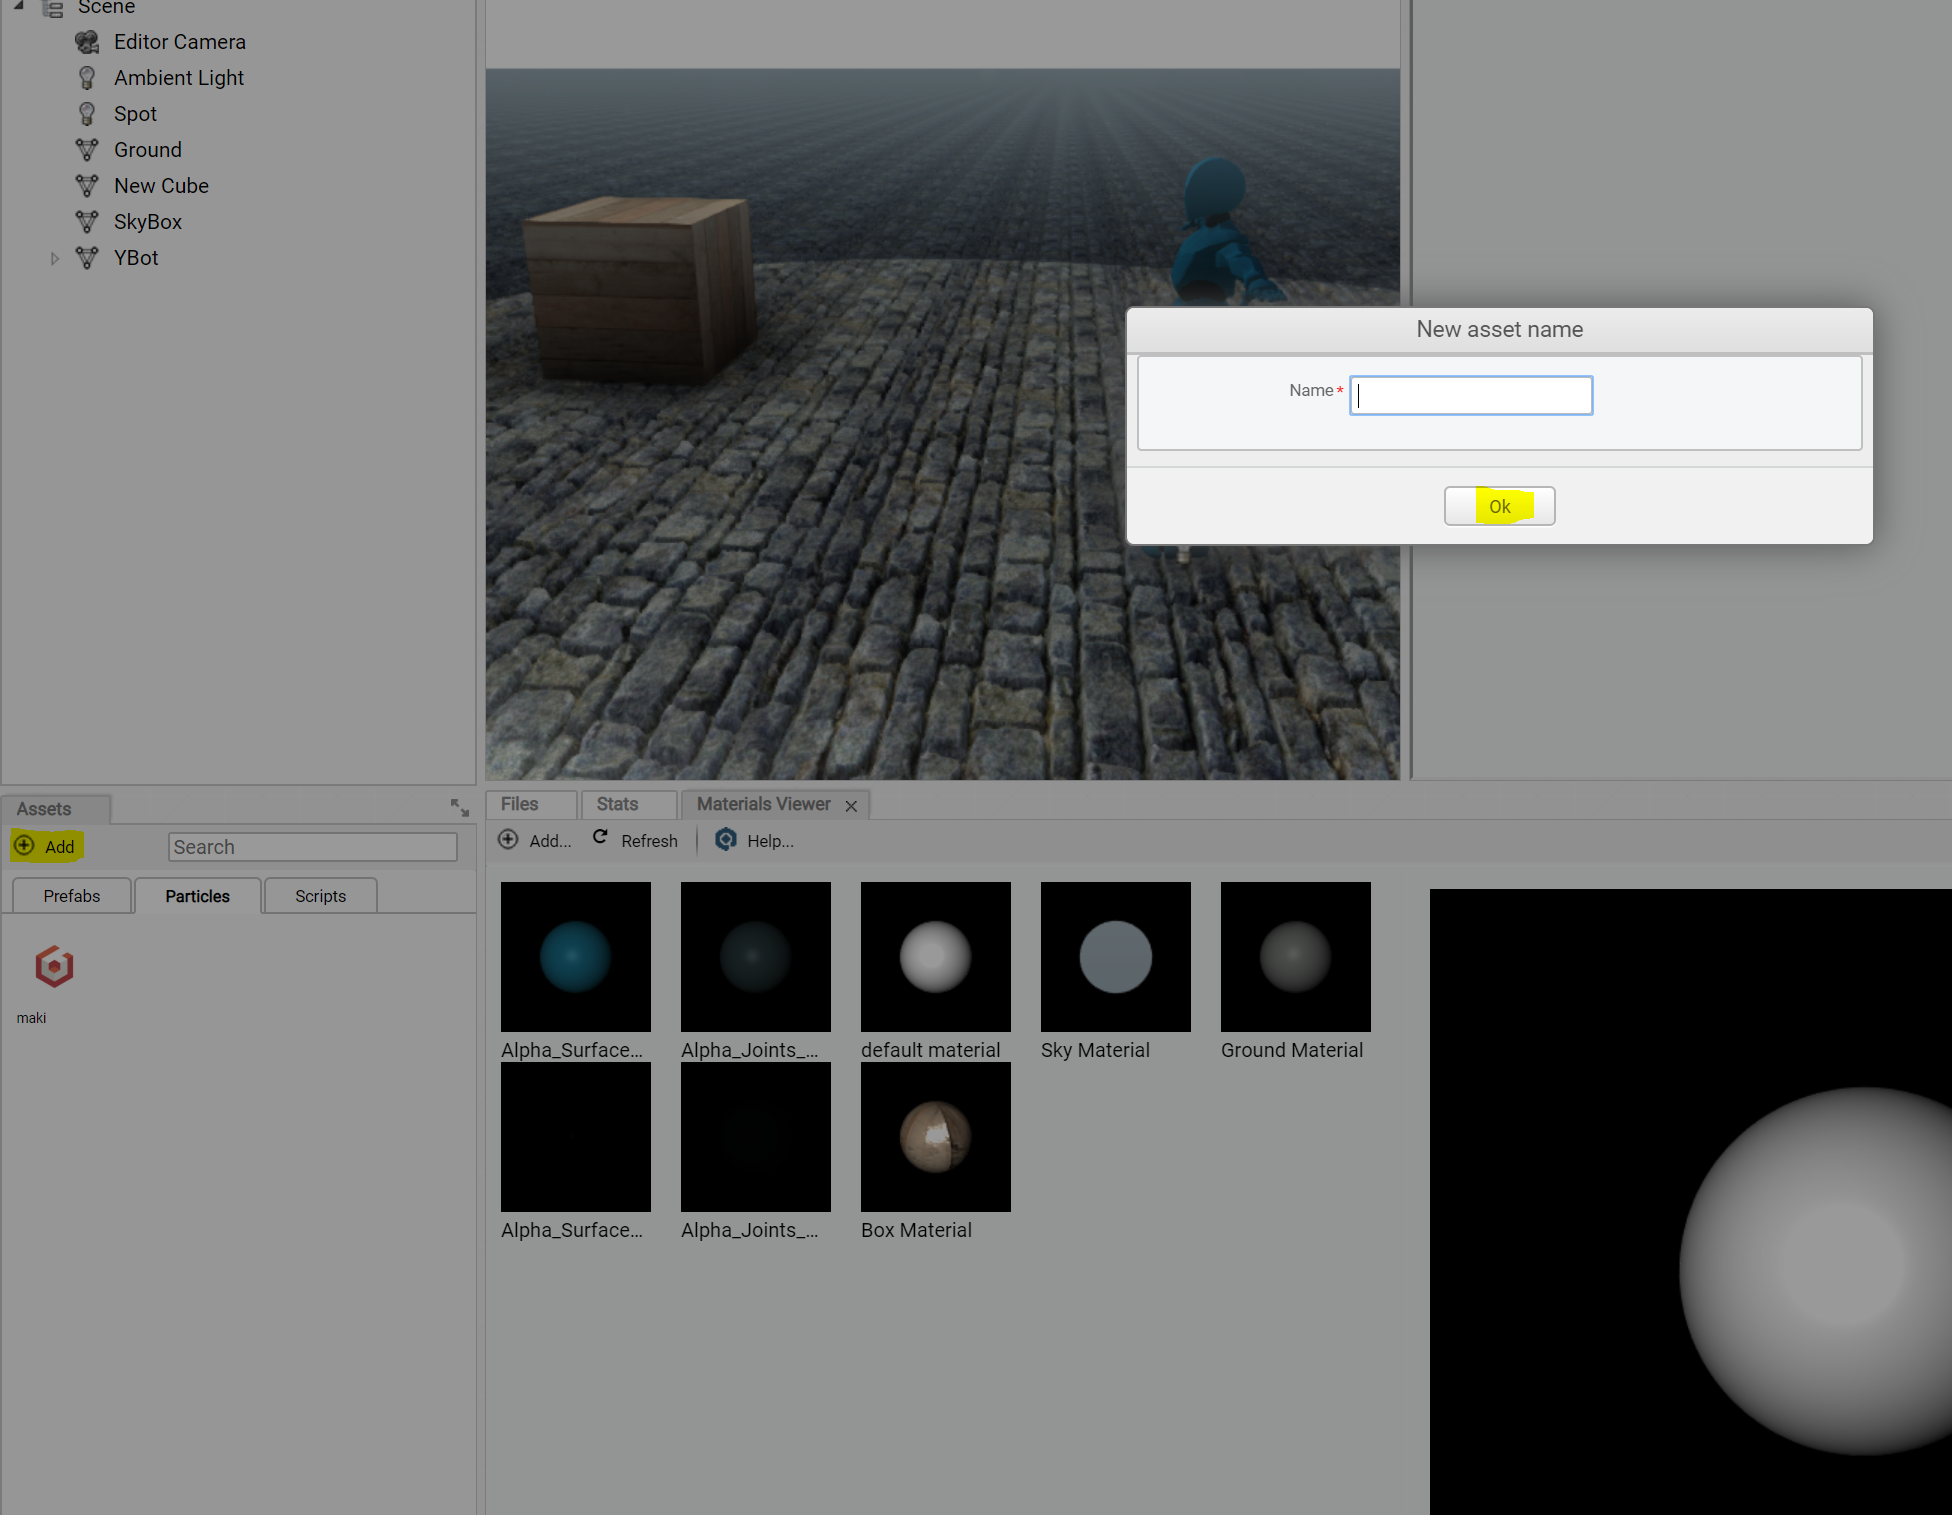 Scene
Editor Camera
Ambient Light
Spot
Ground
New Cube
SkyBox
YBot
New asset name
Name*
Ok
Assets
Add
Search
Prefabs
Particles
Scripts
maki
Files
Stats
Materials Viewer
Add...
Refresh
Help...
Alpha_Surface...
Alpha_Joints_...
default material
Sky Material
Ground Material
Alpha_Surface...
Alpha_Joints_...
Box Material